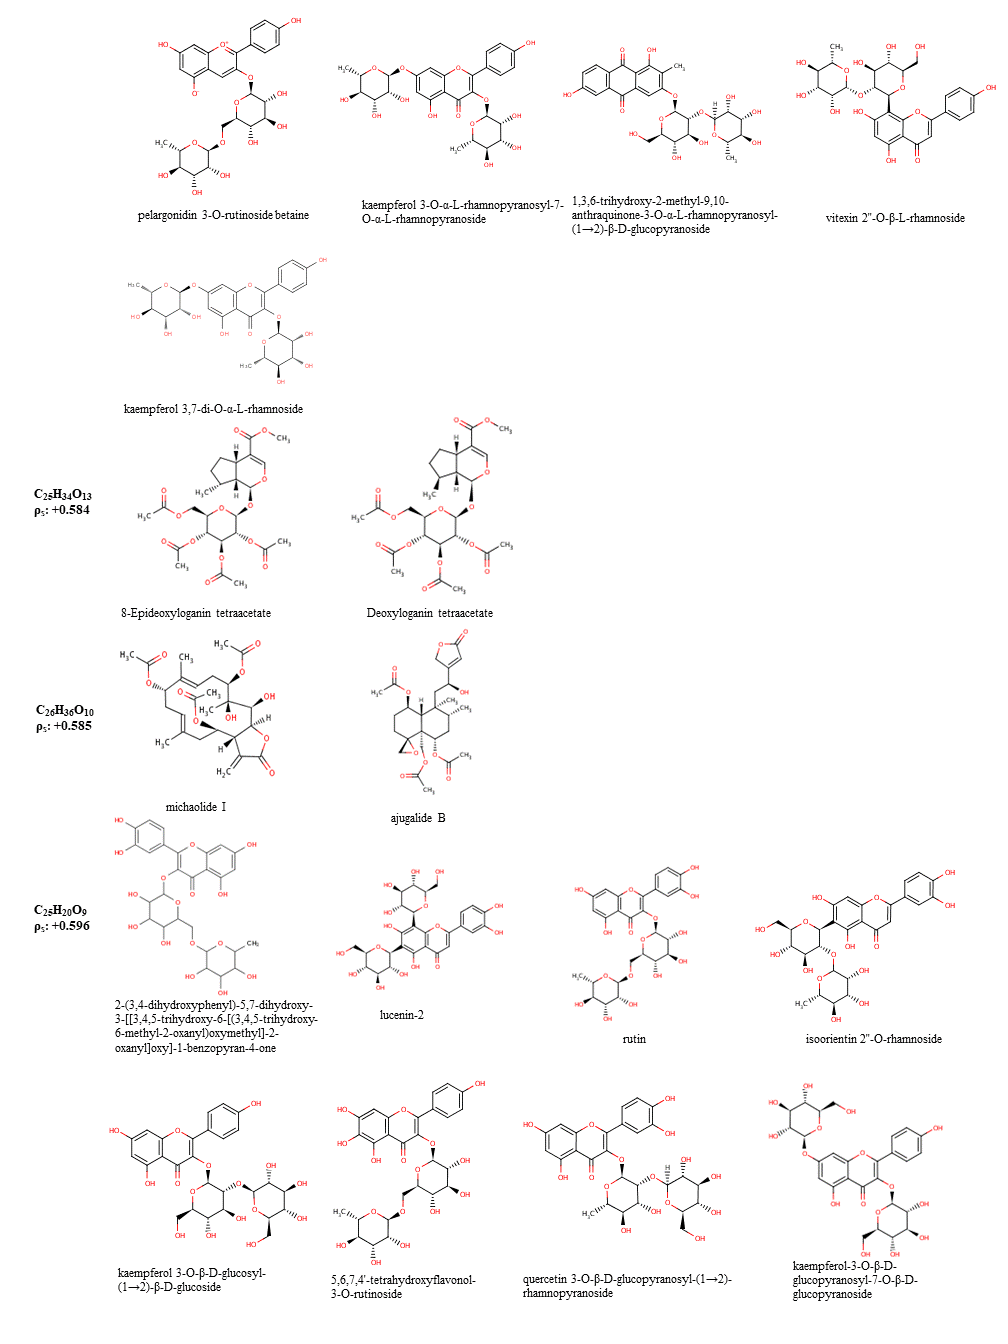 pelargonidin 3-O-rutinoside betaine
kaempferol 3-O-α-L-rhamnopyranosyl-7-
O-α-L-rhamnopyranoside
1,3,6-trihydroxy-2-methyl-9,10-
anthraquinone-3-O-α-L-rhamnopyranosyl-
(1→2)-β-D-glucopyranoside
vitexin 2''-O-β-L-rhamnoside
kaempferol 3,7-di-O-α-L-rhamnoside
C₂₅H₃₄O₁₃
ρₛ: +0.584
8-Epideoxyloganin tetraacetate
Deoxyloganin tetraacetate
C₂₆H₃₆O₁₀
ρₛ: +0.585
michaolide I
ajugalide B
C₂₅H₂₀O₉
ρₛ: +0.596
2-(3,4-dihydroxyphenyl)-5,7-dihydroxy-
3-[[3,4,5-trihydroxy-6-[(3,4,5-trihydroxy-
6-methyl-2-oxanyl)oxymethyl]-2-
oxanyl]oxy]-1-benzopyran-4-one
lucenin-2
rutin
isoorientin 2''-O-rhamnoside
kaempferol 3-O-β-D-glucosyl-
(1→2)-β-D-glucoside
5,6,7,4'-tetrahydroxyflavonol-
3-O-rutinoside
quercetin 3-O-β-D-glucopyranosyl-(1→2)-
rhamnopyranoside
kaempferol-3-O-β-D-
glucopyranosyl-7-O-β-D-
glucopyranoside